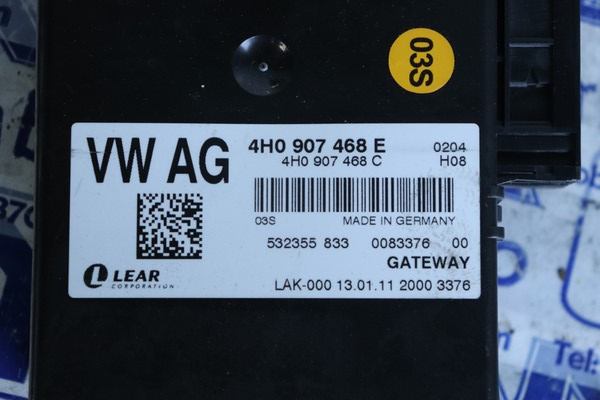 03S
VW AG
4H0 907 468 E
0204
4H0 907 468 C
H08
03S MADE IN GERMANY
532355 833 0083376 00
GATEWAY
LEAR
CORPORATION
LAK-000 13.01.11 2000 3376
A
Tel: